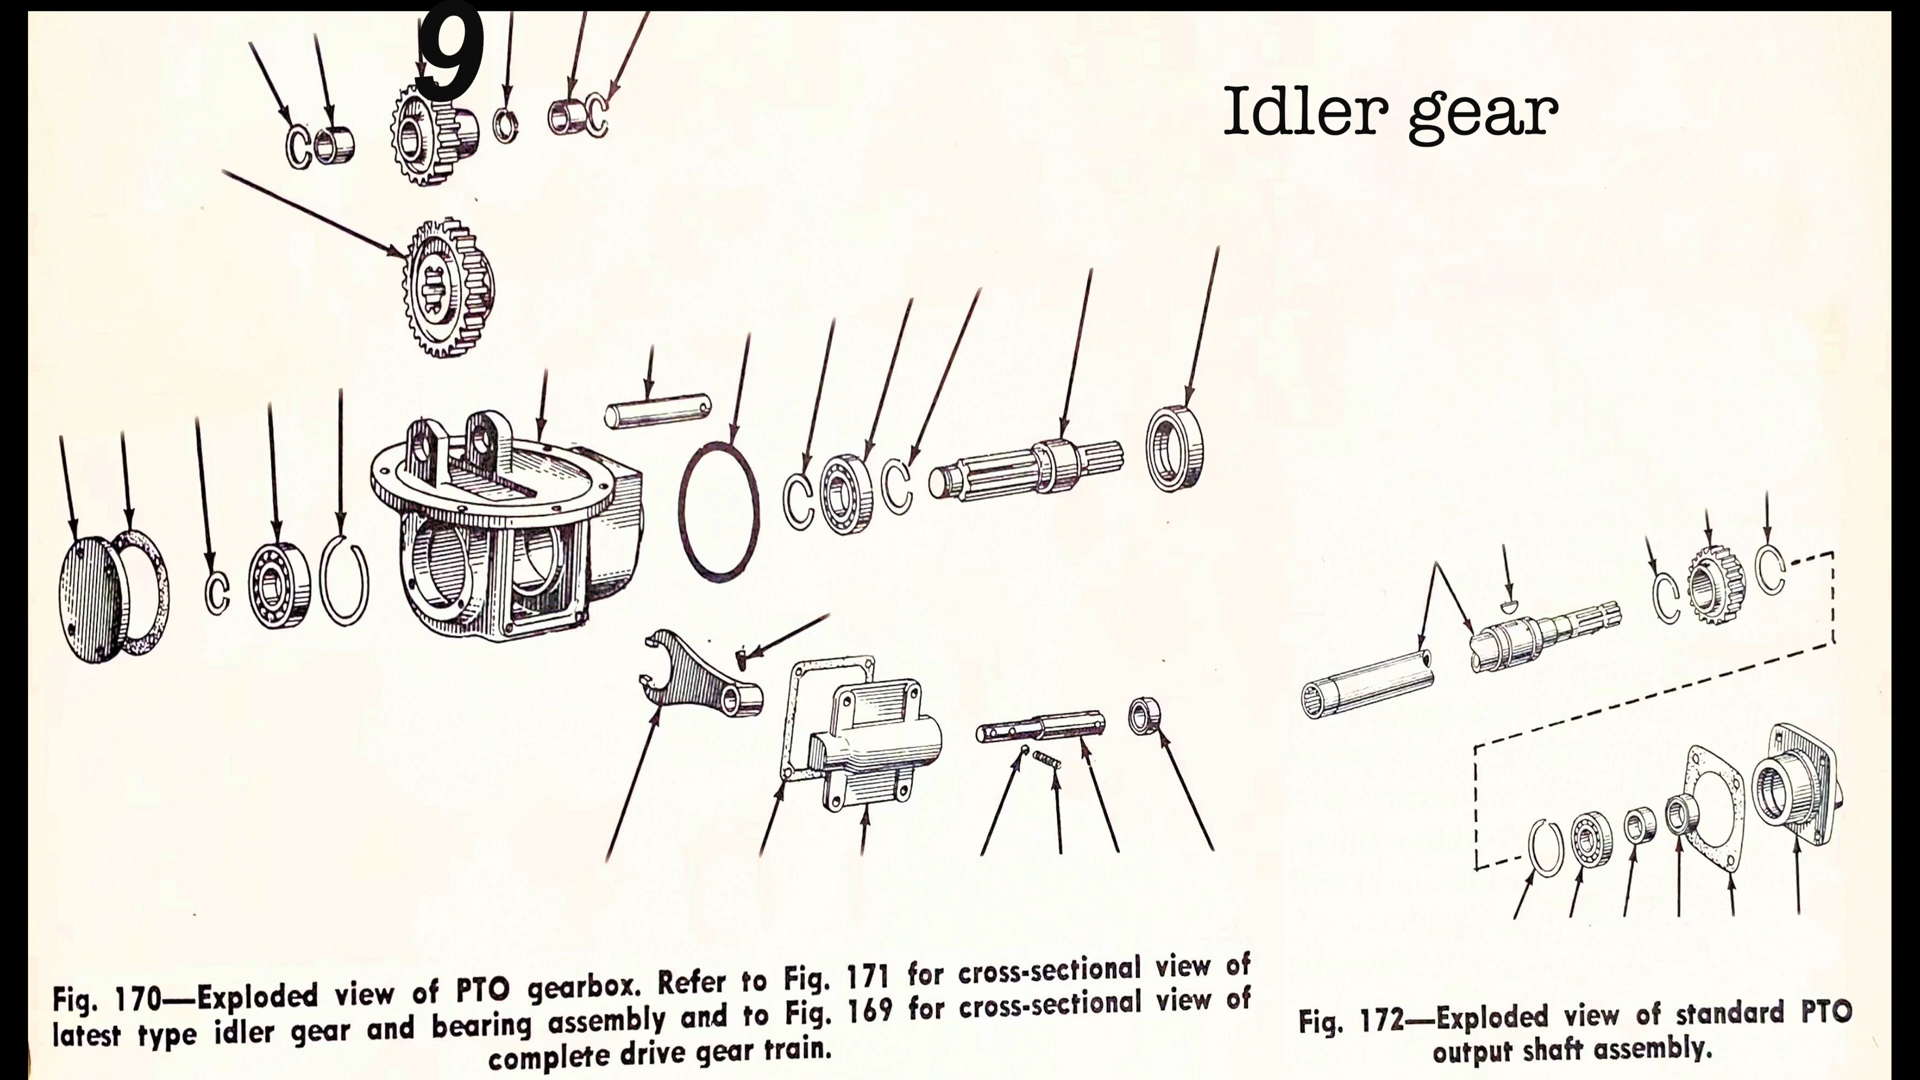 9
Idler gear
Fig. 170—Exploded view of PTO gearbox. Refer to Fig. 171 for cross-sectional view of
latest type idler gear and bearing assembly and to Fig. 169 for cross-sectional view of
complete drive gear train.
Fig. 172—Exploded view of standard PTO
output shaft assembly.